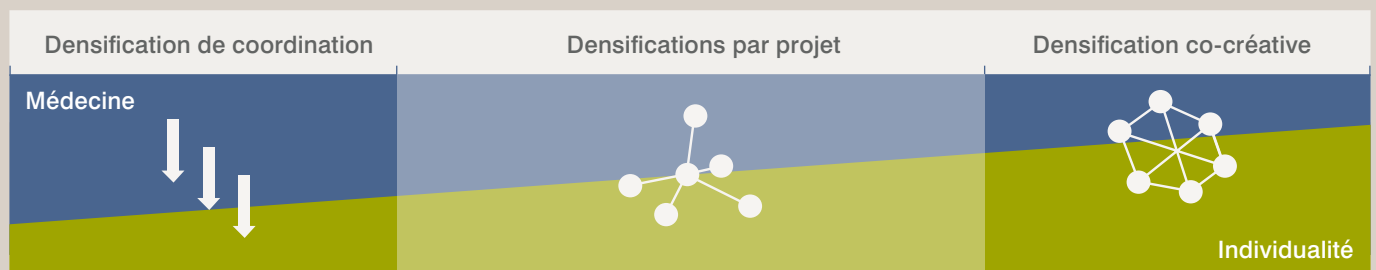 Densification de coordination
Densifications par projet
Densification co-créative
Médecine
Individualité